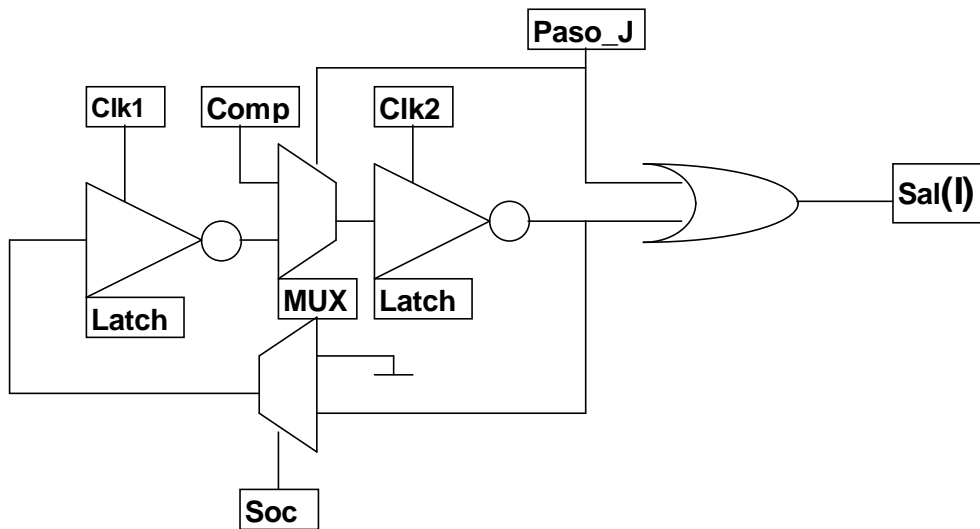 Paso_J
Clk1
Comp
Clk2
Sal(I)
MUX
Latch
Latch
Soc